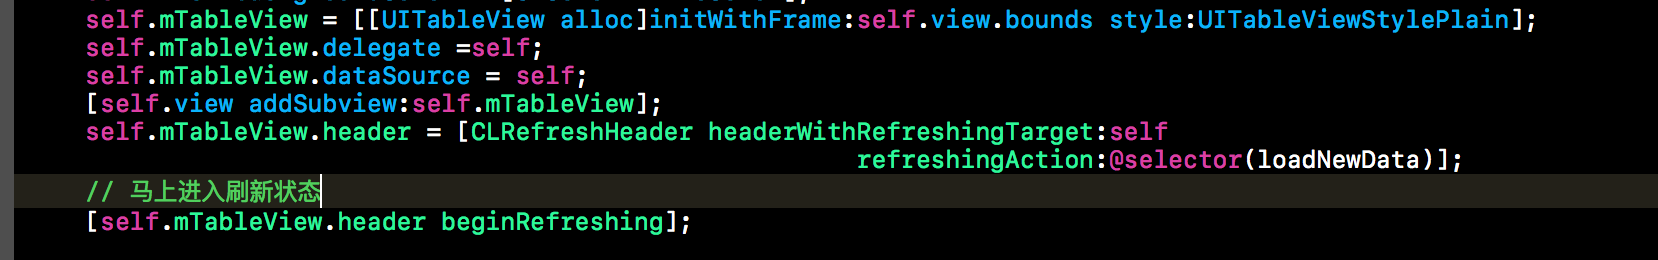 self.mTableView = [[UITableView alloc]initWithFrame:self.view.bounds style:UITableViewStylePlain];
self.mTableView.delegate =self;
self.mTableView.dataSource = self;
[self.view addSubview:self.mTableView];
self.mTableView.header = [CLRefreshHeader headerWithRefreshingTarget:self
refreshingAction:@selector(loadNewData)];
// 马上进入刷新状态
[self.mTableView.header beginRefreshing];